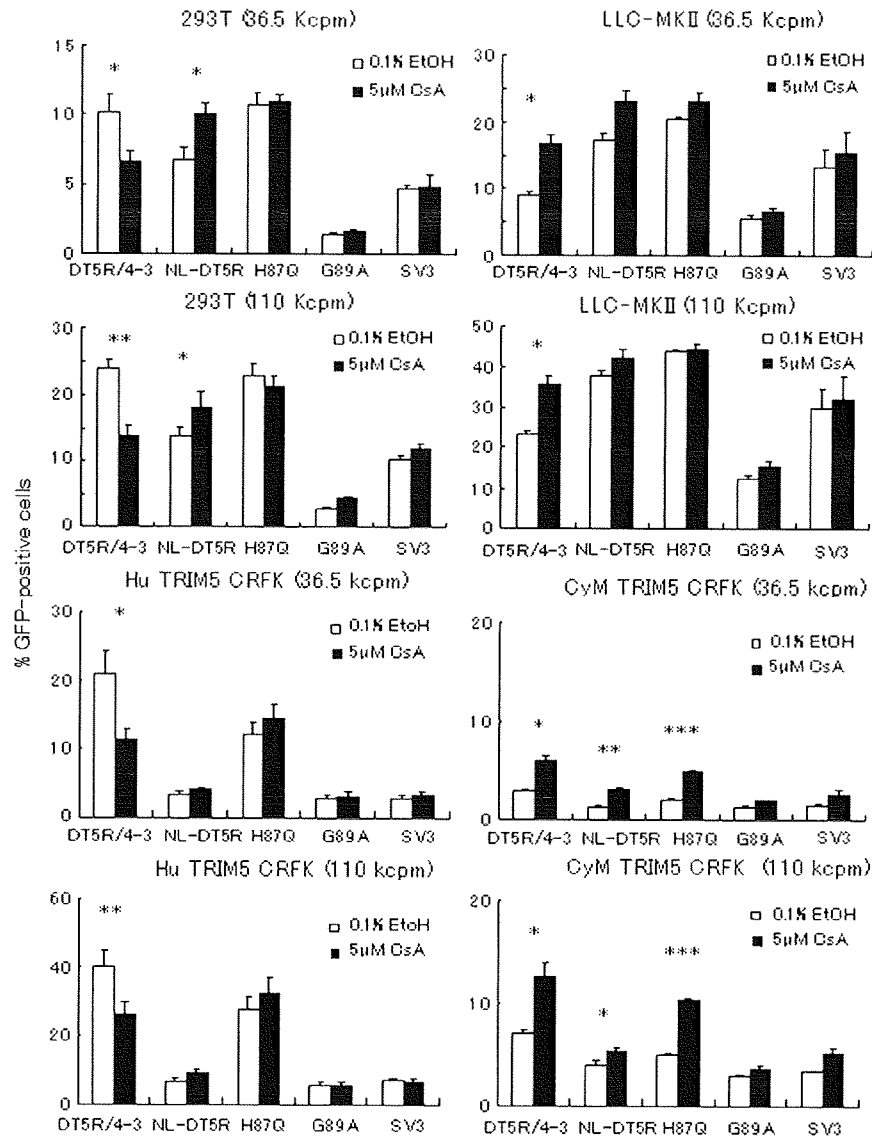 293T (36.5 Kcpm)
*
*
0.1% EtOH
5μM CsA
15
10
5
0
DT5R/4-3 NL-DT5R H87Q G89A SV3
LLC-MKII (36.5 Kcpm)
*
0.1% EtOH
5μM CsA
30
20
10
0
DT5R/4-3 NL-DT5R H87Q G89A SV3
293T (110 Kcpm)
**
*
0.1% EtOH
5μM CsA
30
20
10
0
DT5R/4-3 NL-DT5R H87Q G89A SV3
LLC-MKII (110 Kcpm)
*
0.1% EtOH
5μM CsA
50
40
30
20
10
0
DT5R/4-3 NL-DT5R H87Q G89A SV3
% GFP-positive cells
Hu TRIM5 CRFK (36.5 kcpm)
*
0.1% EtoH
5μM CsA
30
20
10
0
DT5R/4-3 NL-DT5R H87Q G89A SV3
CyM TRIM5 CRFK (36.5 kcpm)
*
**
***
0.1% EtOH
5μM CsA
20
10
0
DT5R/4-3 NL-DT5R H87Q G89A SV3
Hu TRIM5 CRFK (110 kcpm)
**
0.1% EtoH
5μM CsA
60
40
20
0
DT5R/4-3 NL-DT5R H87Q G89A SV3
CyM TRIM5 CRFK (110 kcpm)
*
*
***
0.1% EtOH
5μM CsA
20
10
0
DT5R/4-3 NL-DT5R H87Q G89A SV3